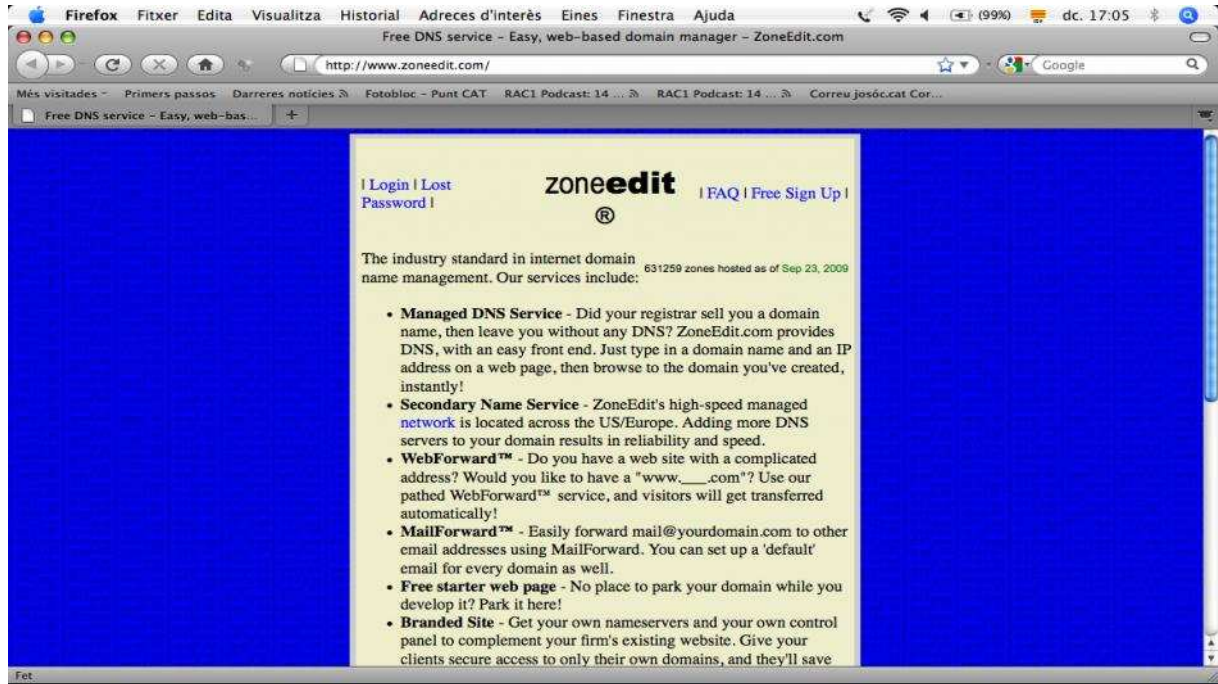 Firefox Fitxer Edita Visualitza Historial Adreces d'interès Eines Finestra Ajuda (99%) dc. 17:05
Free DNS service – Easy, web-based domain manager – ZoneEdit.com
http://www.zoneedit.com/ Google
Més visitades Primers passos Darreres notícies Fotobloc – Punt CAT RAC1 Podcast: 14 ... RAC1 Podcast: 14 ... Correu josóc.cat Cor...
Free DNS service – Easy, web-bas... +
| Login | Lost
Password |
zoneedit
®
| FAQ | Free Sign Up |
The industry standard in internet domain
name management. Our services include:
631259 zones hosted as of Sep 23, 2009
• Managed DNS Service - Did your registrar sell you a domain
name, then leave you without any DNS? ZoneEdit.com provides
DNS, with an easy front end. Just type in a domain name and an IP
address on a web page, then browse to the domain you've created,
instantly!
• Secondary Name Service - ZoneEdit's high-speed managed
network is located across the US/Europe. Adding more DNS
servers to your domain results in reliability and speed.
• WebForward™ - Do you have a web site with a complicated
address? Would you like to have a "www.___.com"? Use our
pathed WebForward™ service, and visitors will get transferred
automatically!
• MailForward™ - Easily forward mail@yourdomain.com to other
email addresses using MailForward. You can set up a 'default'
email for every domain as well.
• Free starter web page - No place to park your domain while you
develop it? Park it here!
• Branded Site - Get your own nameservers and your own control
panel to complement your firm's existing website. Give your
clients secure access to only their own domains, and they'll save
Fet